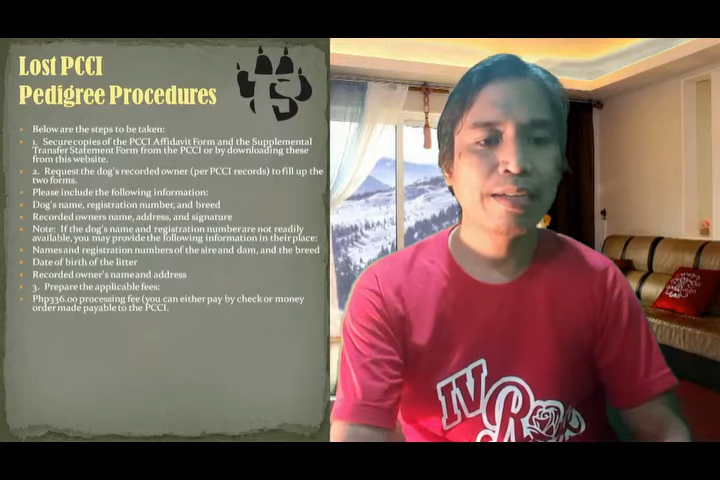 Lost PCCI
Pedigree Procedures
TS
Below are the steps to be taken:
1. Secure copies of the PCCI Affidavit Form and the Supplemental
Transfer Statement Form from the PCCI or by downloading these
from this website.
2. Request the dog's recorded owner (per PCCI records) to fill up the
two forms.
Please include the following information:
Dog's name, registration number, and breed
Recorded owners name, address, and signature
Note: If the dog's name and registration number are not readily
available, you may provide the following information in their place:
Names and registration numbers of the sire and dam, and the breed
Date of birth of the litter
Recorded owner's name and address
3. Prepare the applicable fees:
Php336.00 processing fee (you can either pay by check or money
order made payable to the PCCI.
IV
R